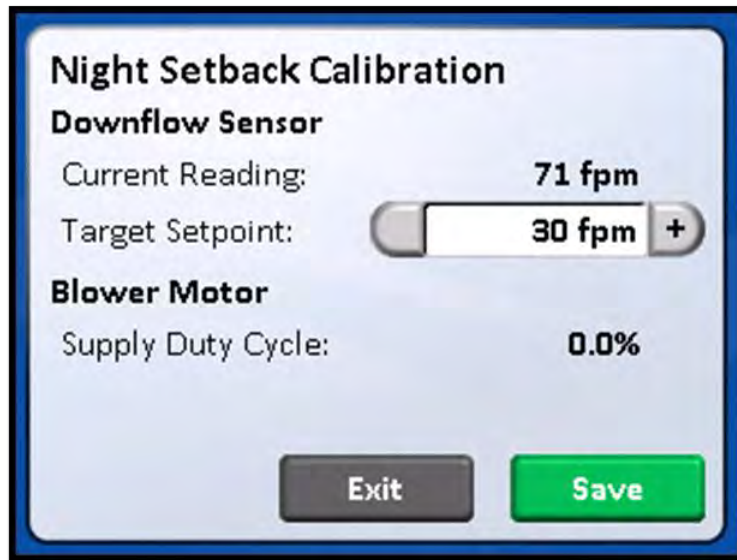 Night Setback Calibration
Downflow Sensor
Current Reading: 71 fpm
Target Setpoint: 30 fpm +
Blower Motor
Supply Duty Cycle: 0.0%
Exit Save